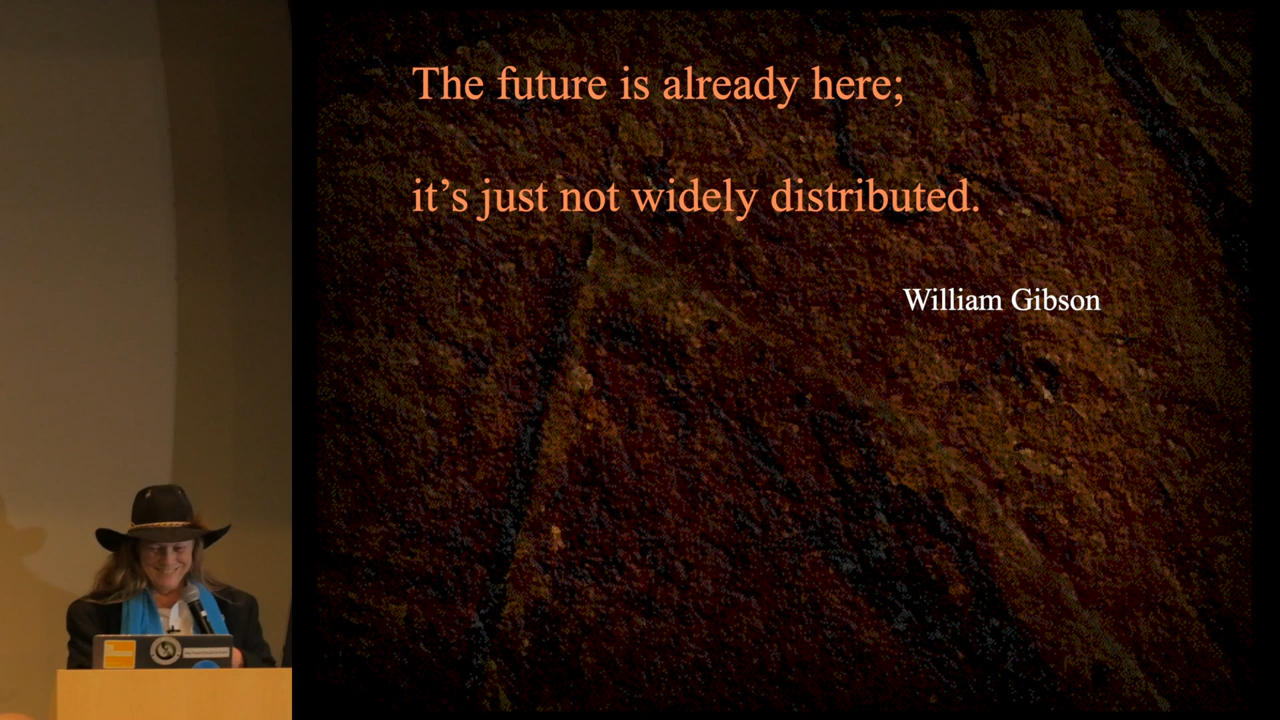 The future is already here;
it’s just not widely distributed.
William Gibson